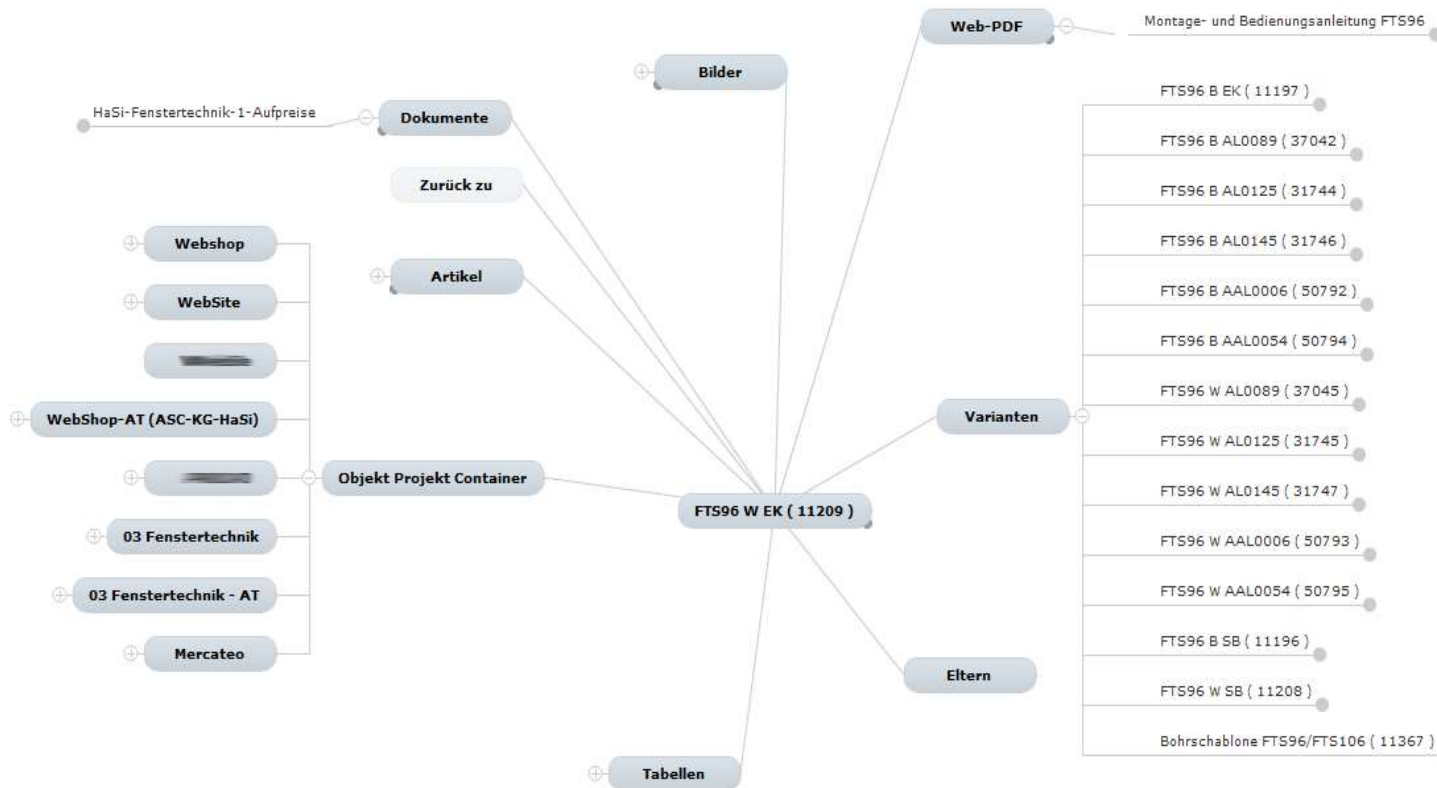 Web-PDF
Montage- und Bedienungsanleitung FTS96
Bilder
HaSi-Fenstertechnik-1-Aufpreise
Dokumente
Zurück zu
Artikel
Webshop
WebSite
WebShop-AT (ASC-KG-HaSi)
03 Fenstertechnik
03 Fenstertechnik - AT
Mercateo
Objekt Projekt Container
FTS96 W EK ( 11209 )
Varianten
FTS96 B EK ( 11197 )
FTS96 B AL0089 ( 37042 )
FTS96 B AL0125 ( 31744 )
FTS96 B AL0145 ( 31746 )
FTS96 B AAL0006 ( 50792 )
FTS96 B AAL0054 ( 50794 )
FTS96 W AL0089 ( 37045 )
FTS96 W AL0125 ( 31745 )
FTS96 W AL0145 ( 31747 )
FTS96 W AAL0006 ( 50793 )
FTS96 W AAL0054 ( 50795 )
FTS96 B SB ( 11196 )
FTS96 W SB ( 11208 )
Bohrschablone FTS96/FTS106 ( 11367 )
Eltern
Tabellen